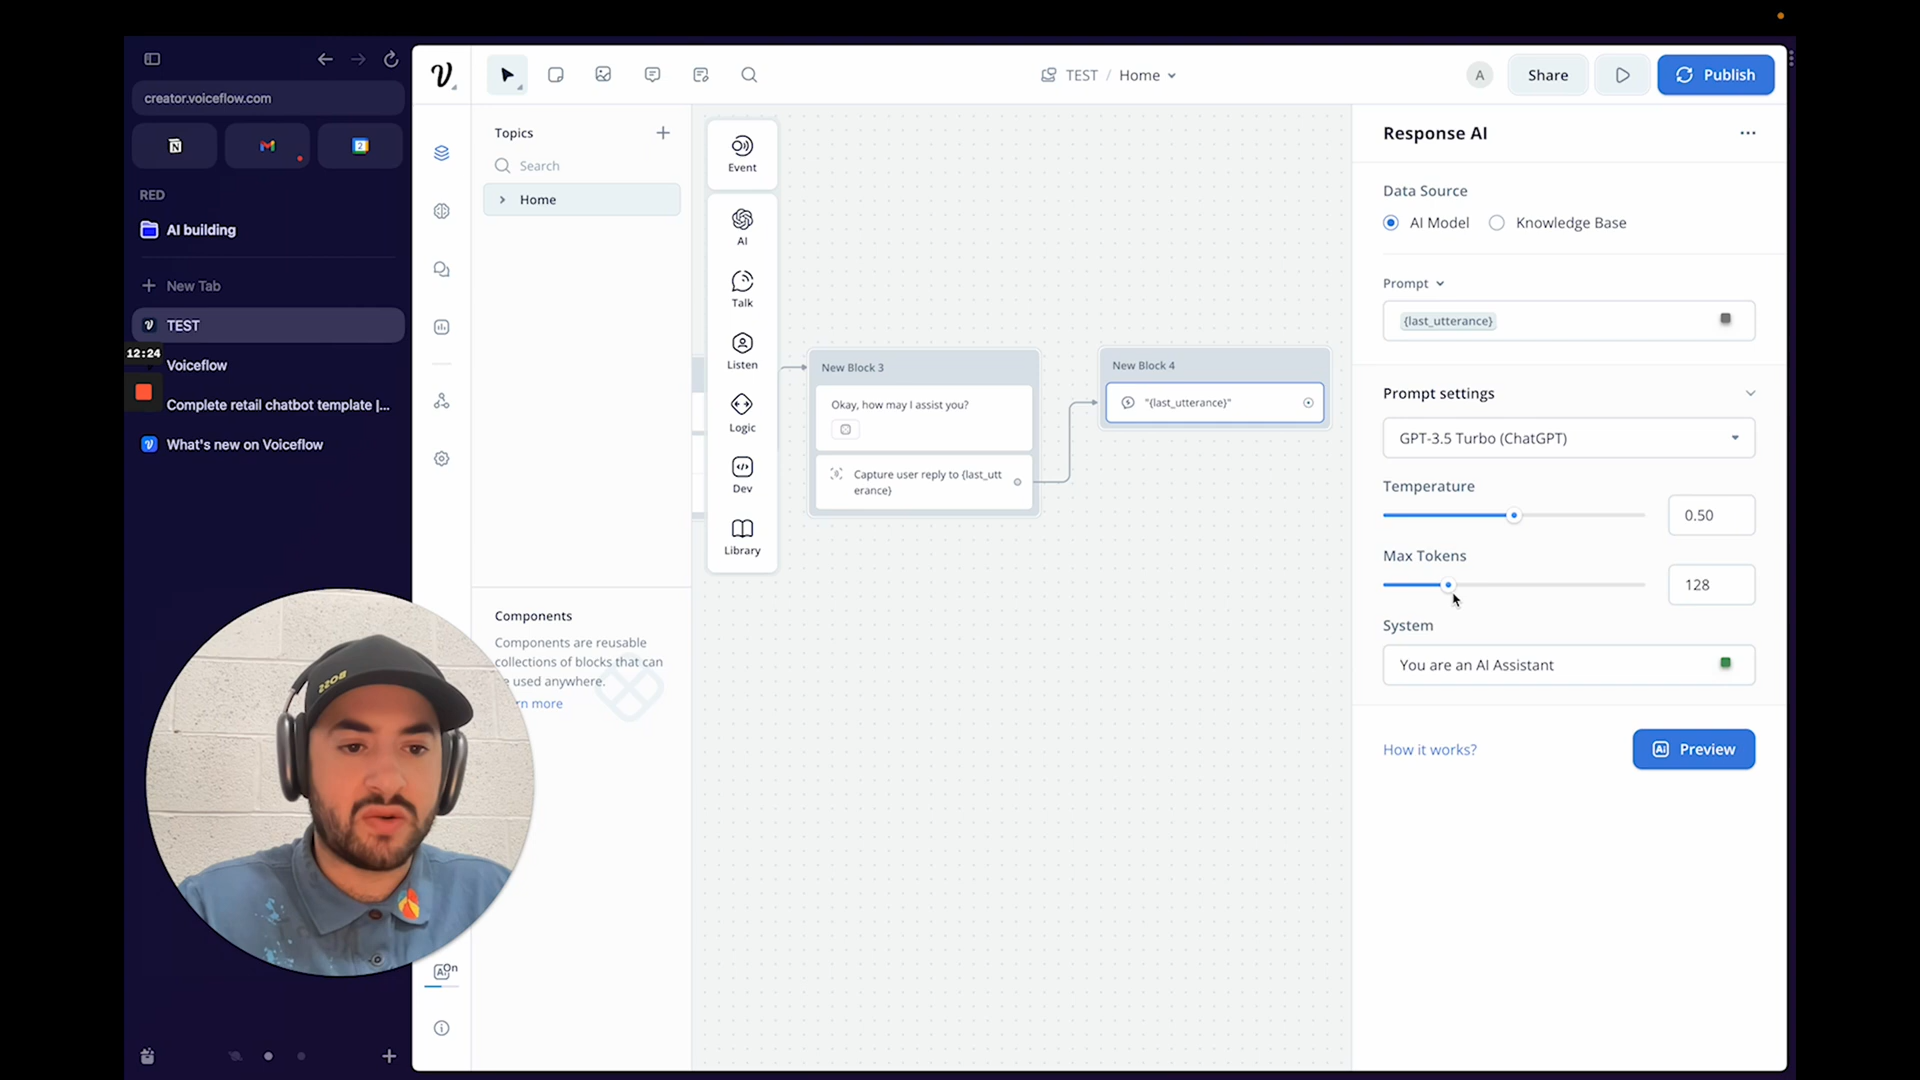 creator.voiceflow.com
RED
AI building
New Tab
TEST
12:24
Voiceflow
Complete retail chatbot template |...
What's new on Voiceflow
TEST / Home
A
Share
Publish
Topics
Search
Home
Components
Components are reusable
collections of blocks that can
e used anywhere.
rn more
Event
AI
Talk
Listen
Logic
Dev
Library
New Block 3
Okay, how may I assist you?
Capture user reply to {last_utt
erance}
New Block 4
"{last_utterance}"
Response AI
Data Source
AI Model
Knowledge Base
Prompt
{last_utterance}
Prompt settings
GPT-3.5 Turbo (ChatGPT)
Temperature
0.50
Max Tokens
128
System
You are an AI Assistant
How it works?
Ai Preview
BOSS
On